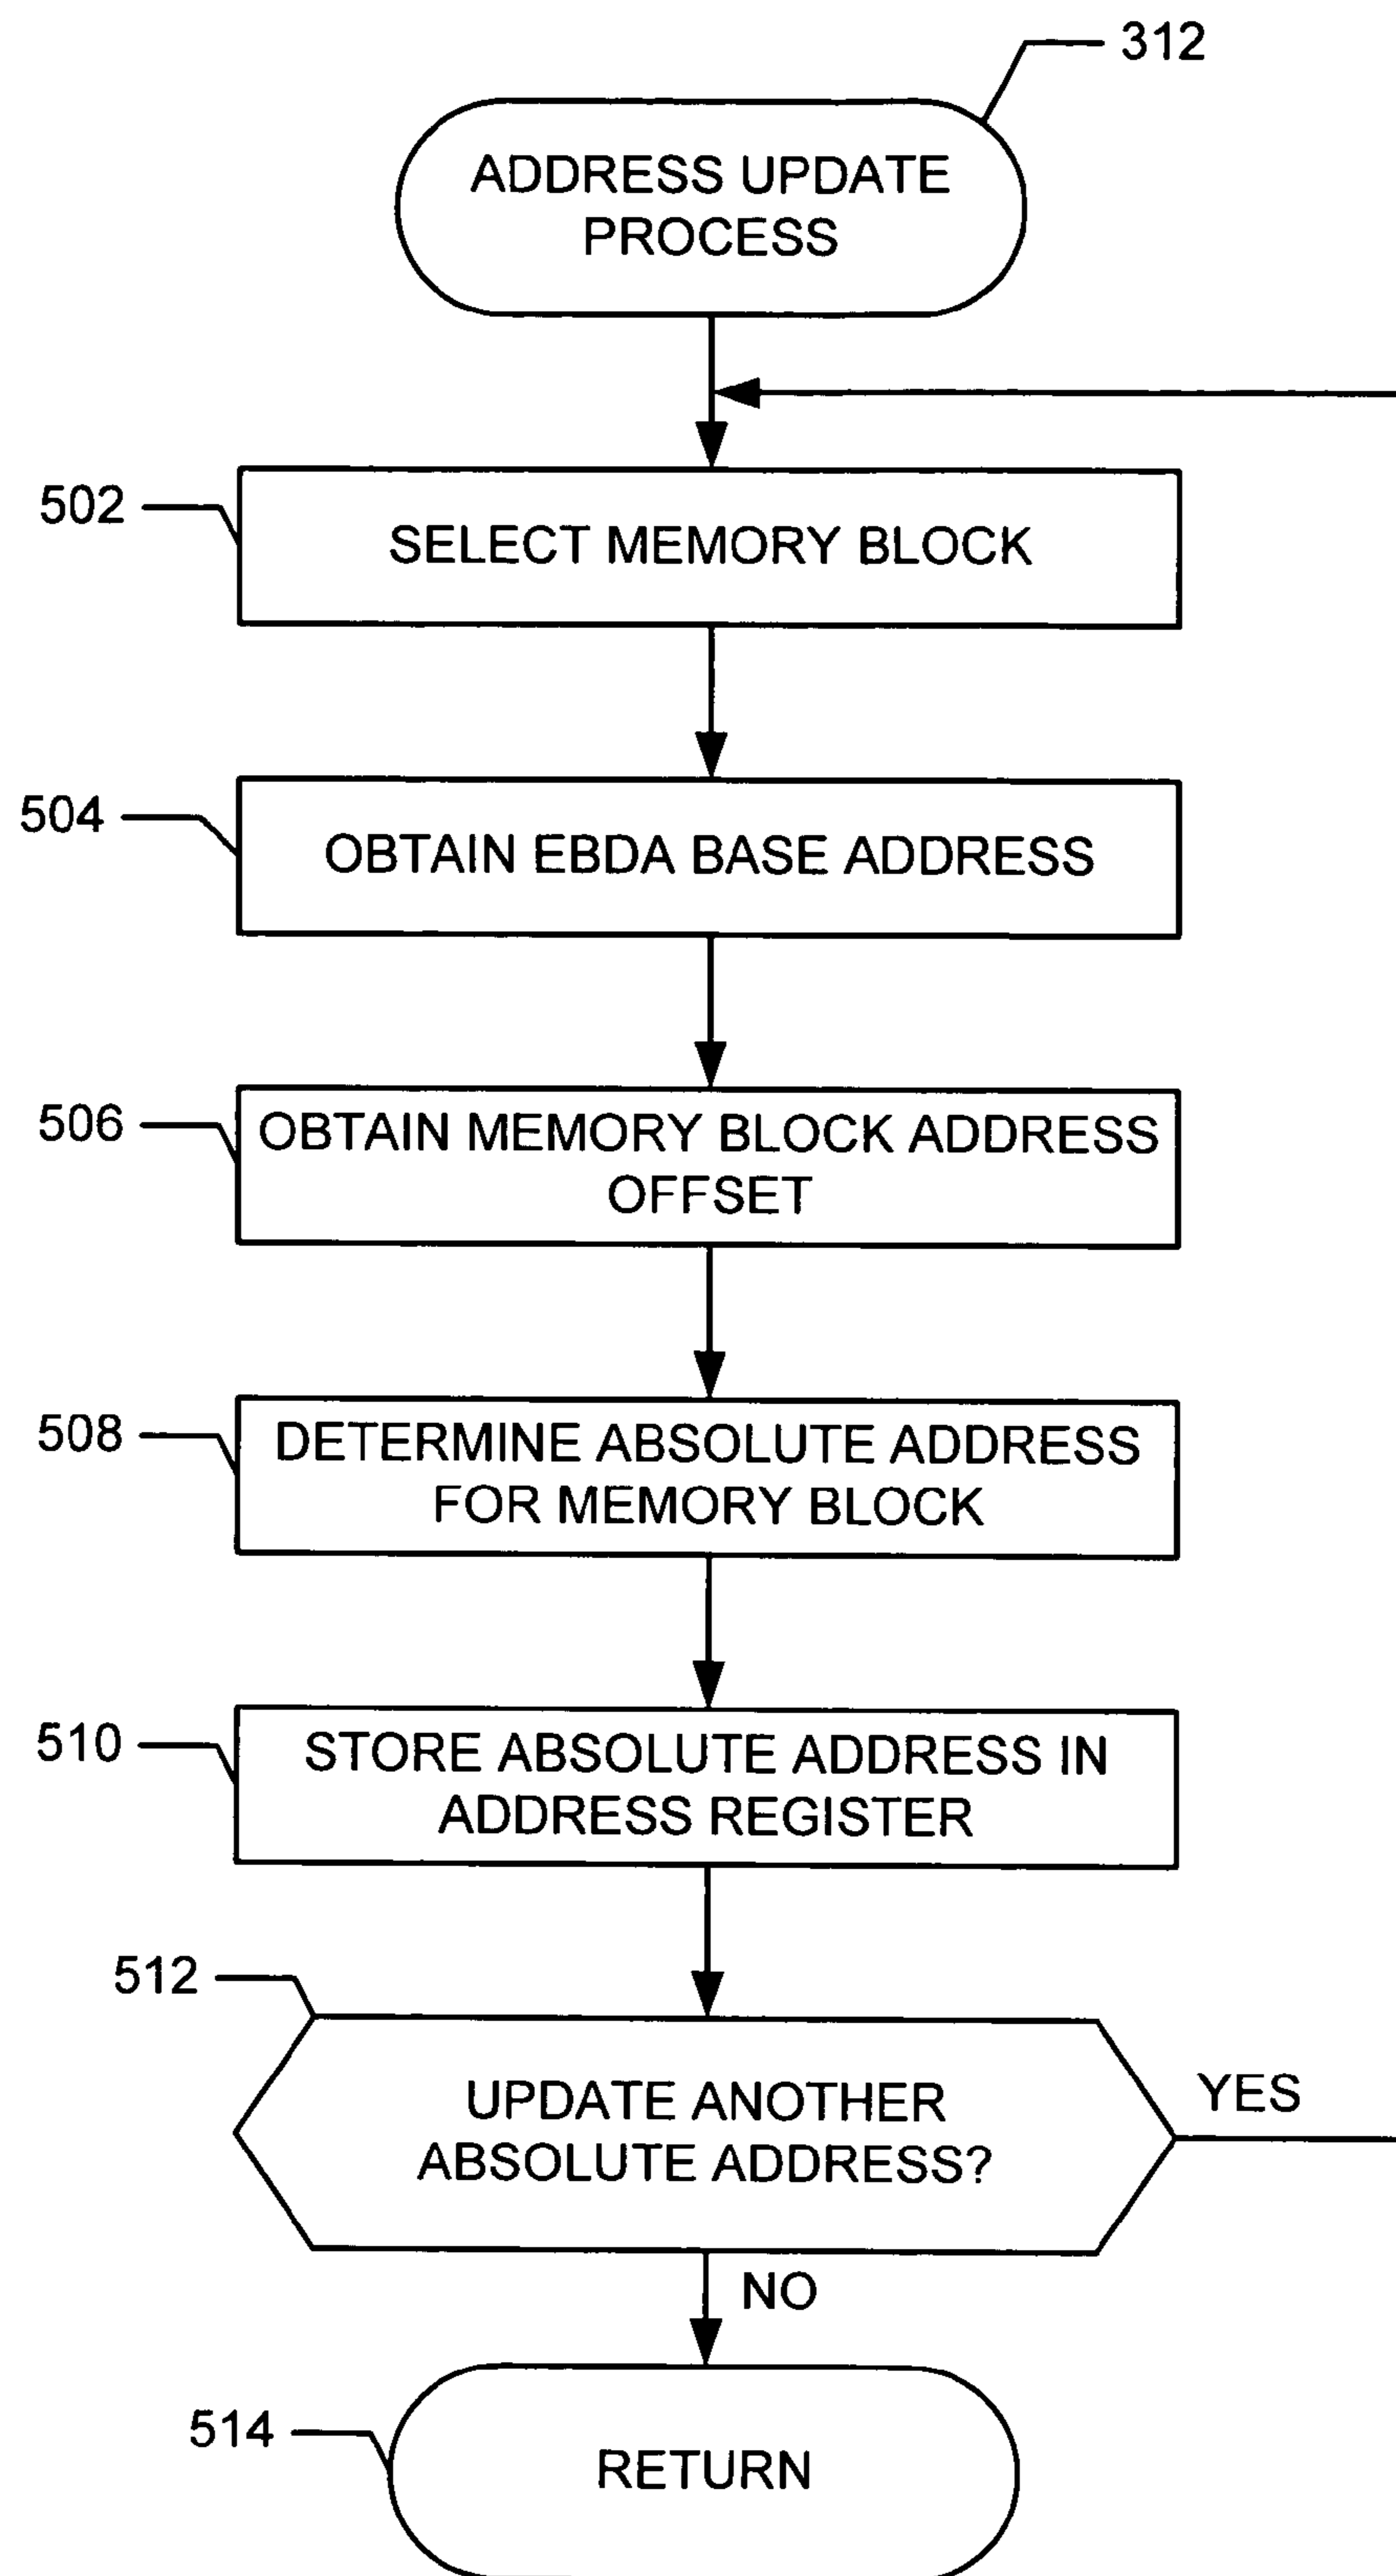 312
ADDRESS UPDATE
PROCESS
502
SELECT MEMORY BLOCK
504
OBTAIN EBDA BASE ADDRESS
506
OBTAIN MEMORY BLOCK ADDRESS
OFFSET
508
DETERMINE ABSOLUTE ADDRESS
FOR MEMORY BLOCK
510
STORE ABSOLUTE ADDRESS IN
ADDRESS REGISTER
512
UPDATE ANOTHER
ABSOLUTE ADDRESS?
YES
NO
514
RETURN